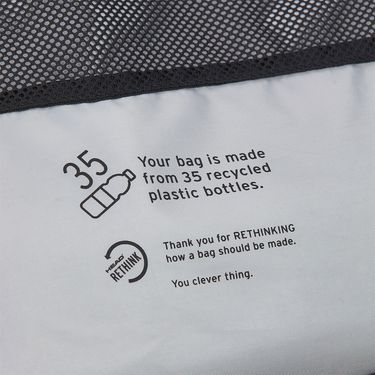 35
Your bag is made
from 35 recycled
plastic bottles.
HEAD
RETHINK
Thank you for RETHINKING
how a bag should be made.
You clever thing.